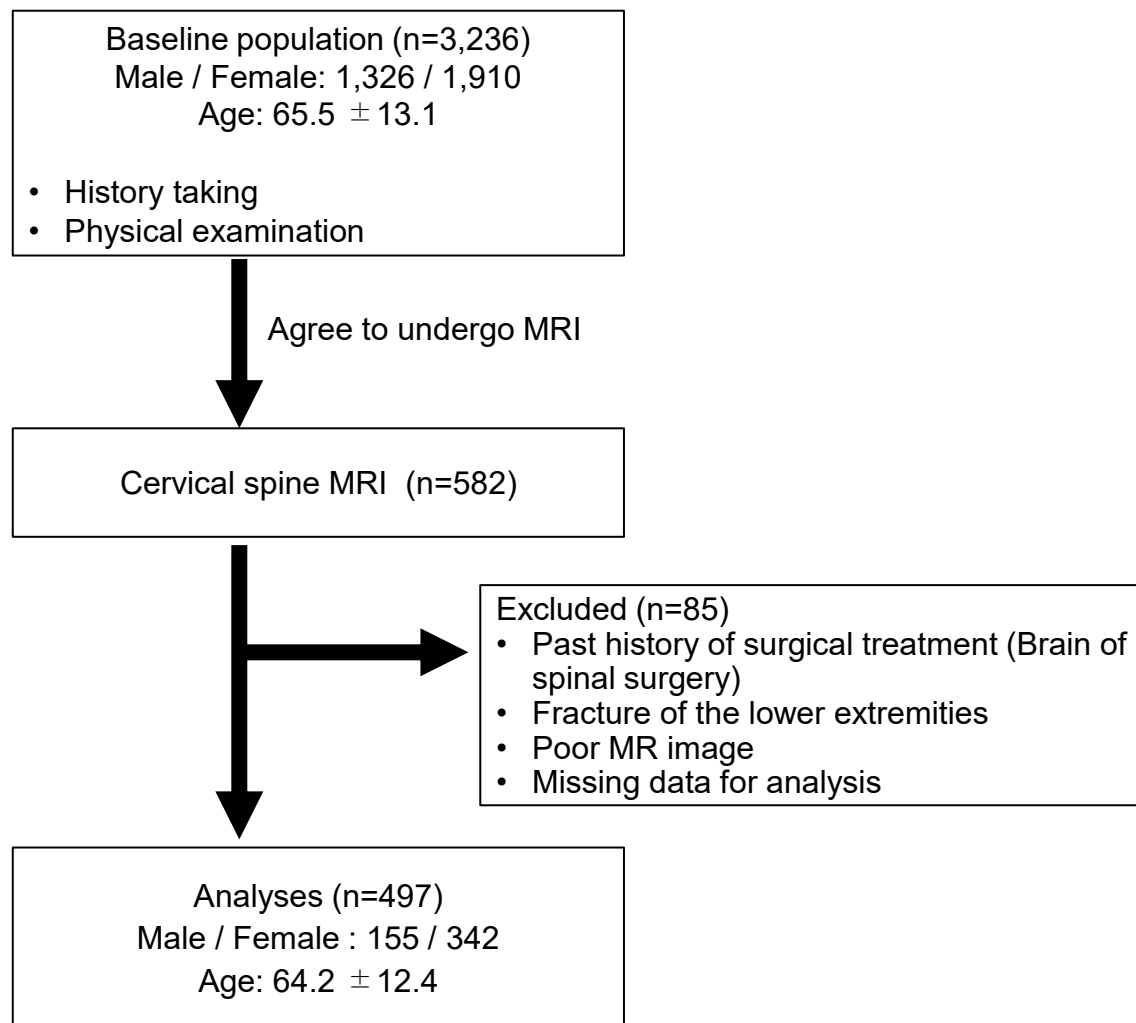 Baseline population (n=3,236)
Male / Female: 1,326 / 1,910
Age: 65.5 ±13.1
• History taking
• Physical examination
Agree to undergo MRI
Cervical spine MRI (n=582)
Excluded (n=85)
• Past history of surgical treatment (Brain of
spinal surgery)
• Fracture of the lower extremities
• Poor MR image
• Missing data for analysis
Analyses (n=497)
Male / Female : 155 / 342
Age: 64.2 ±12.4